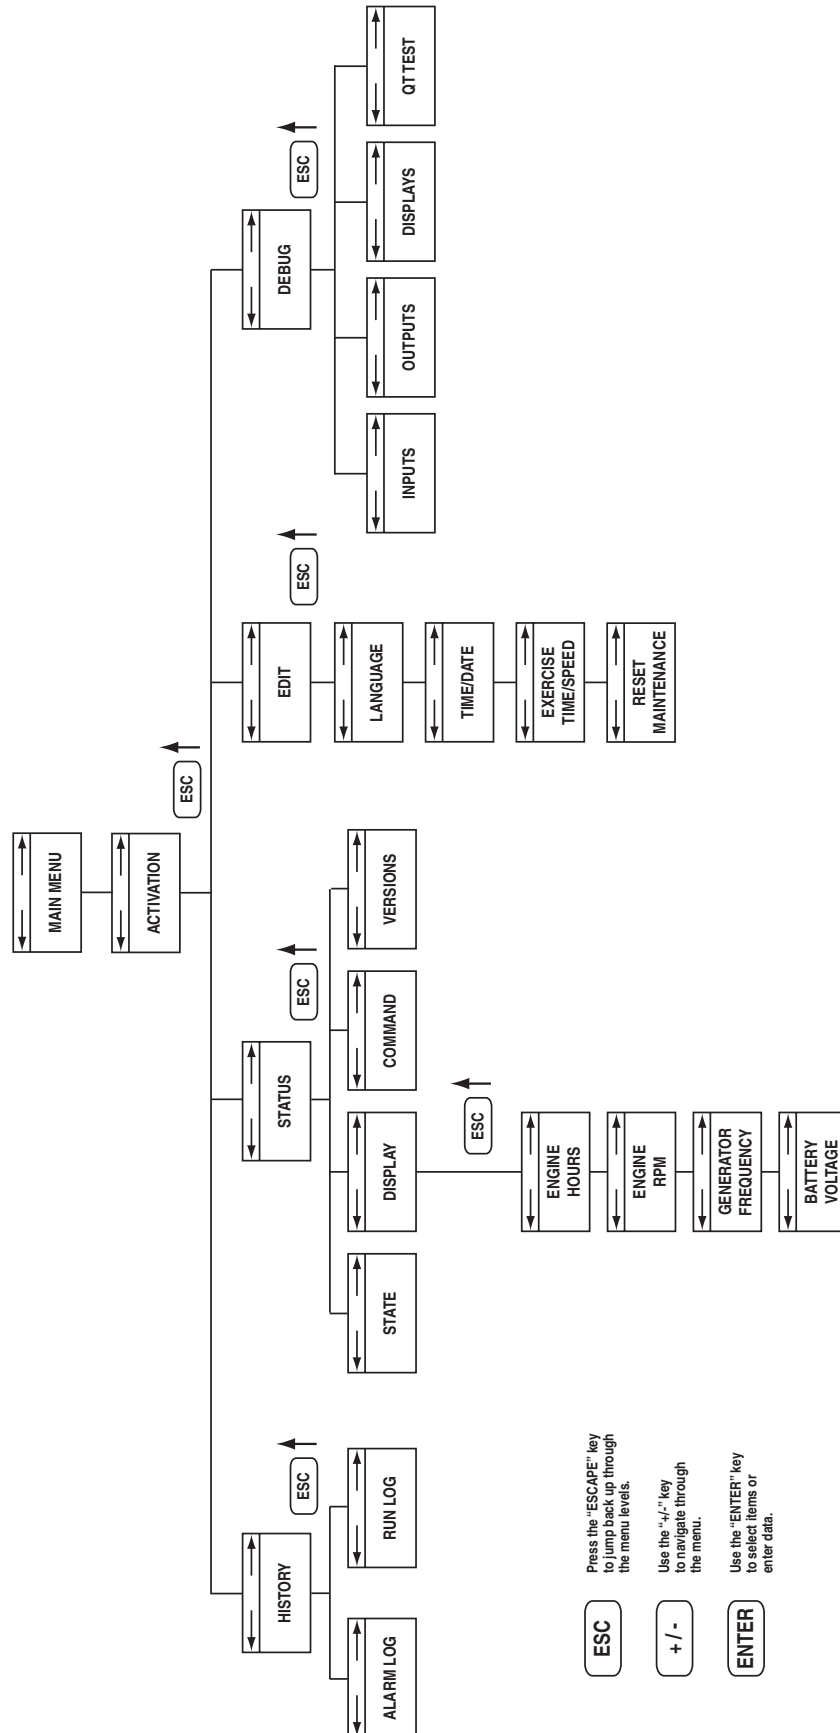 MAIN MENU
ACTIVATION
ESC
HISTORY
STATUS
EDIT
DEBUG
ESC
ESC
ESC
ESC
ALARM LOG
RUN LOG
STATE
DISPLAY
COMMAND
VERSIONS
LANGUAGE
INPUTS
OUTPUTS
DISPLAYS
QT TEST
TIME/DATE
ESC
ENGINE
HOURS
EXERCISE
TIME/SPEED
ENGINE
RPM
RESET
MAINTENANCE
GENERATOR
FREQUENCY
BATTERY
VOLTAGE
ESC
Press the "ESCAPE" key
to jump back up through
the menu levels.
+/-
Use the "+/-" key
to navigate through
the menu.
ENTER
Use the "ENTER" key
to select items or
enter data.